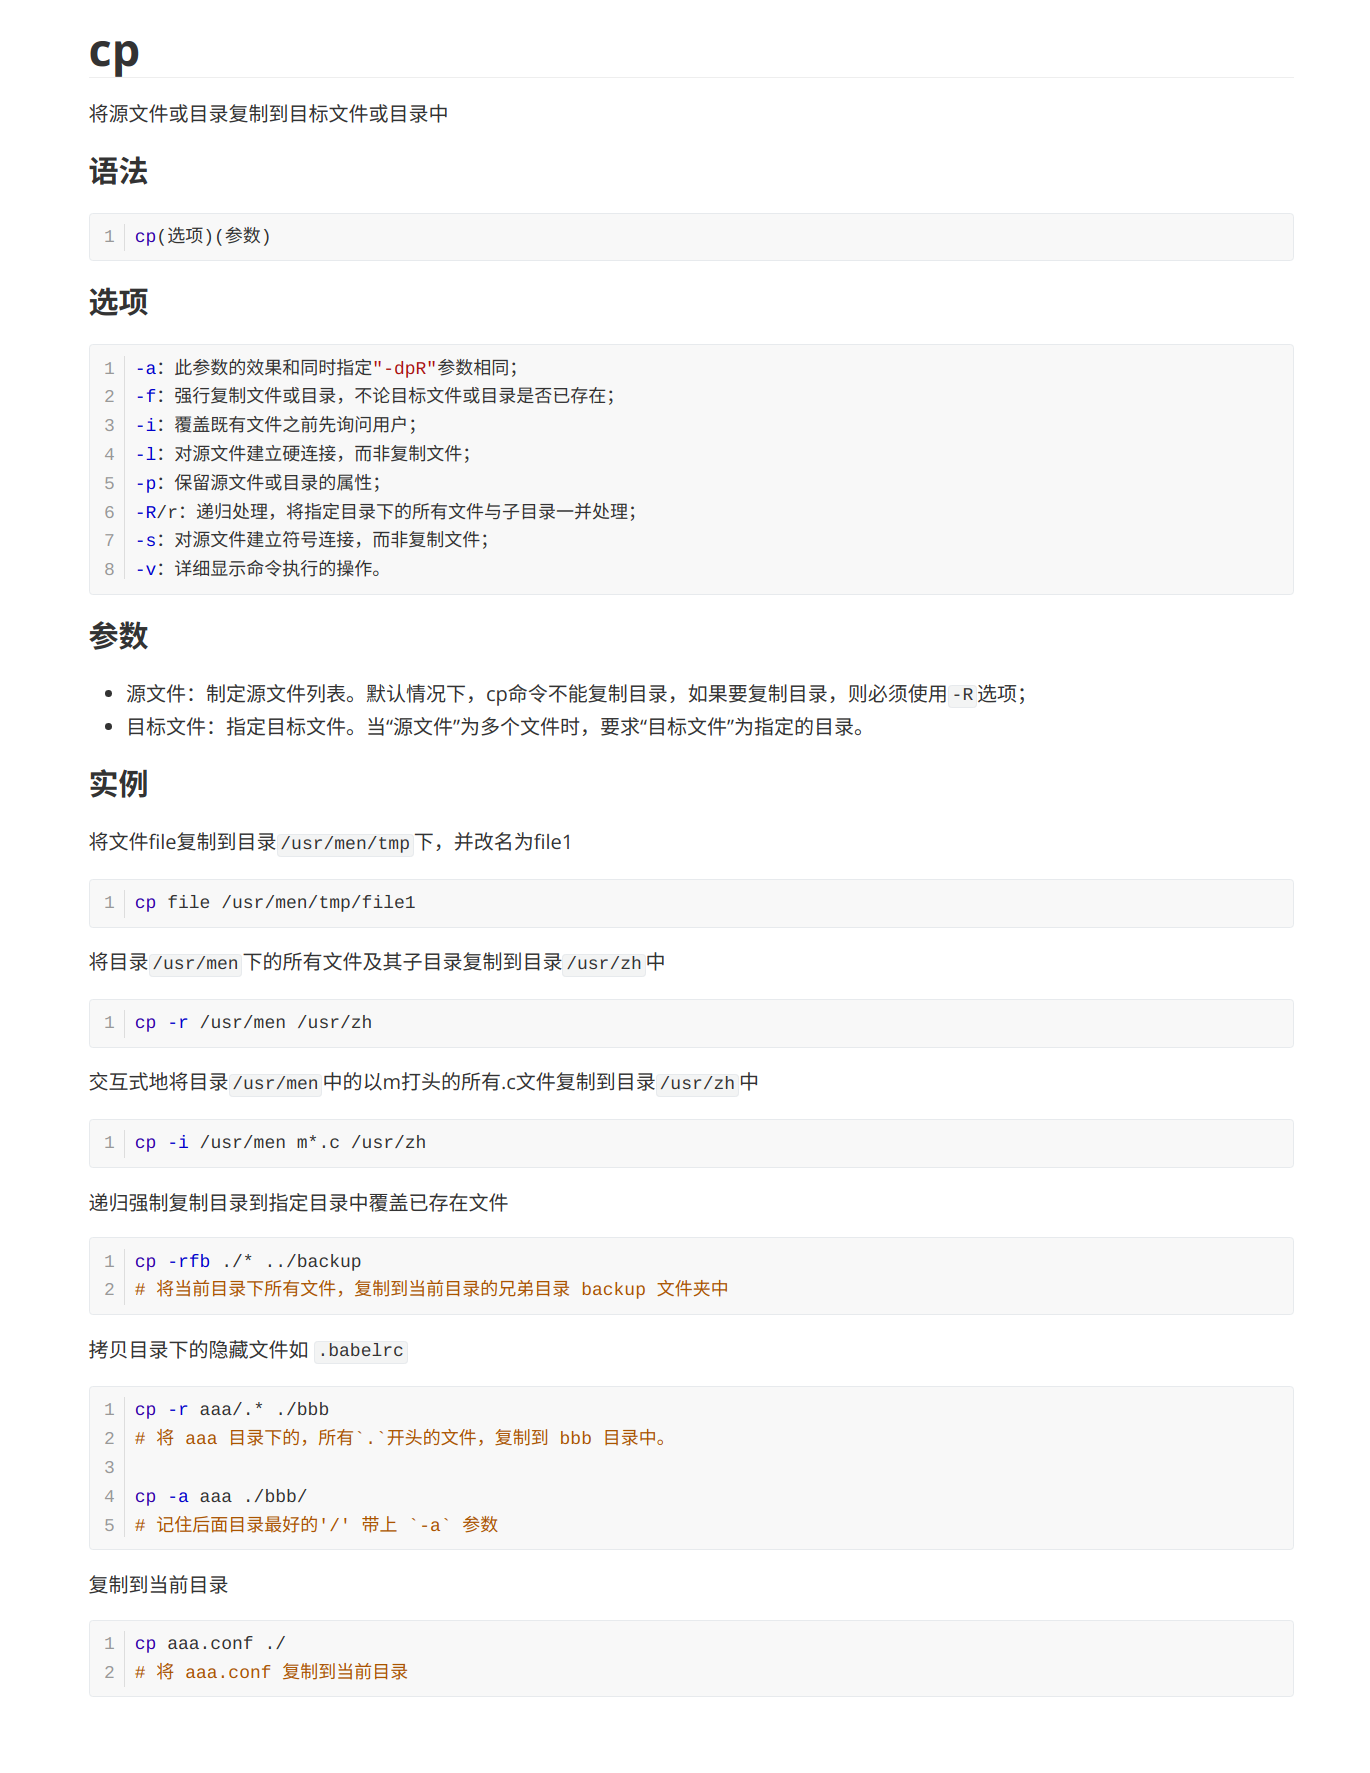 cp
将源文件或目录复制到目标文件或目录中
语法
1 cp(选项)(参数)
选项
1 -a：此参数的效果和同时指定"-dpR"参数相同；
2 -f：强行复制文件或目录，不论目标文件或目录是否已存在；
3 -i：覆盖既有文件之前先询问用户；
4 -l：对源文件建立硬连接，而非复制文件；
5 -p：保留源文件或目录的属性；
6 -R/r：递归处理，将指定目录下的所有文件与子目录一并处理；
7 -s：对源文件建立符号连接，而非复制文件；
8 -v：详细显示命令执行的操作。
参数
• 源文件：制定源文件列表。默认情况下，cp命令不能复制目录，如果要复制目录，则必须使用-R选项；
• 目标文件：指定目标文件。当“源文件”为多个文件时，要求“目标文件”为指定的目录。
实例
将文件file复制到目录/usr/men/tmp下，并改名为file1
1 cp file /usr/men/tmp/file1
将目录/usr/men下的所有文件及其子目录复制到目录/usr/zh中
1 cp -r /usr/men /usr/zh
交互式地将目录/usr/men中的以m打头的所有.c文件复制到目录/usr/zh中
1 cp -i /usr/men m*.c /usr/zh
递归强制复制目录到指定目录中覆盖已存在文件
1 cp -rfb ./* ../backup
2 # 将当前目录下所有文件，复制到当前目录的兄弟目录 backup 文件夹中
拷贝目录下的隐藏文件如 .babelrc
1 cp -r aaa/.* ./bbb
2 # 将 aaa 目录下的，所有`.`开头的文件，复制到 bbb 目录中。
3
4 cp -a aaa ./bbb/
5 # 记住后面目录最好的'/' 带上 `-a` 参数
复制到当前目录
1 cp aaa.conf ./
2 # 将 aaa.conf 复制到当前目录